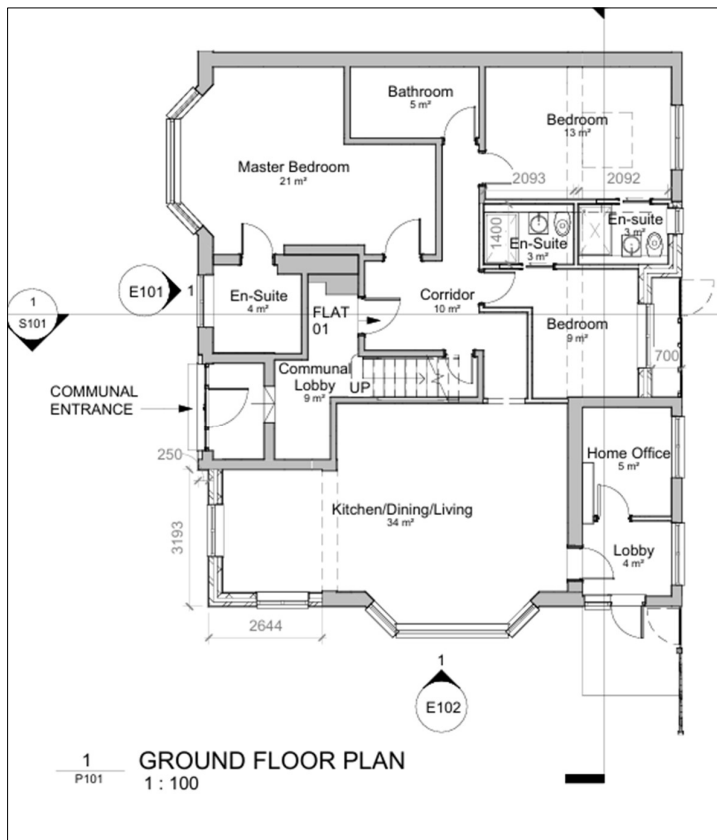 Bathroom
5 m²
Bedroom
13 m²
Master Bedroom
21 m²
2093
2092
1400
En-Suite
3 m²
En-suite
3 m²
1
E101
1
S101
En-Suite
4 m²
FLAT
01
Corridor
10 m²
Bedroom
9 m²
700
COMMUNAL
ENTRANCE
Communal
Lobby
9 m²
UP
250
3193
Kitchen/Dining/Living
34 m²
Home Office
5 m²
Lobby
4 m²
2644
1
E102
1
P101
GROUND FLOOR PLAN
1 : 100